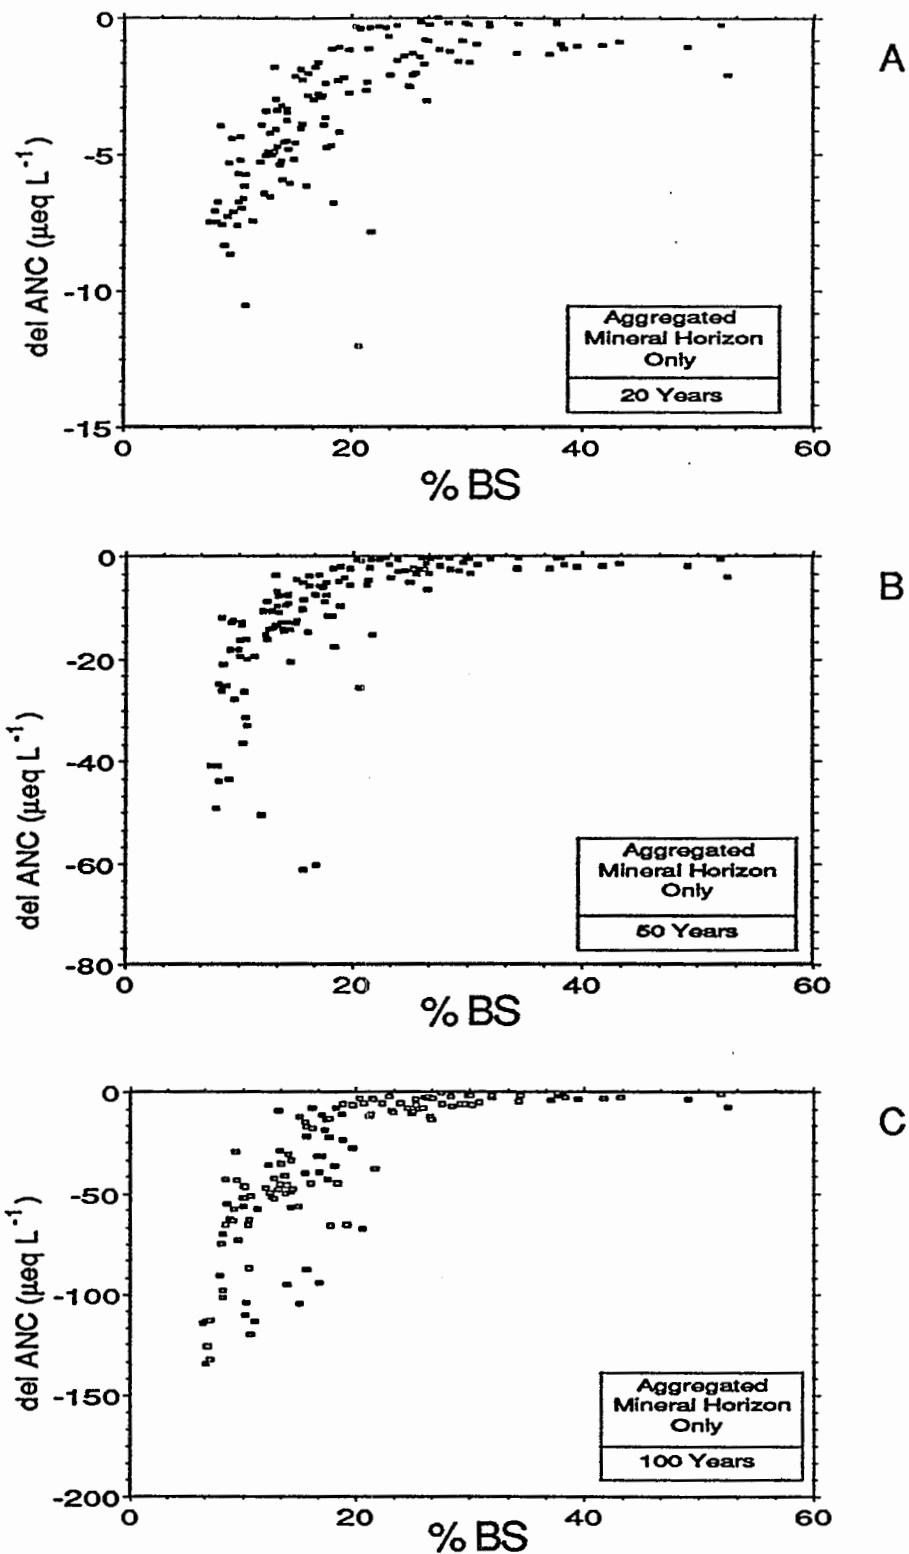 A
0
-5
-10
-15
del ANC (μeq L⁻¹)
Aggregated
Mineral Horizon
Only
20 Years
0 20 40 60
% BS
B
0
-20
-40
-60
-80
del ANC (μeq L⁻¹)
Aggregated
Mineral Horizon
Only
50 Years
0 20 40 60
% BS
C
0
-50
-100
-150
-200
del ANC (μeq L⁻¹)
Aggregated
Mineral Horizon
Only
100 Years
0 20 40 60
% BS